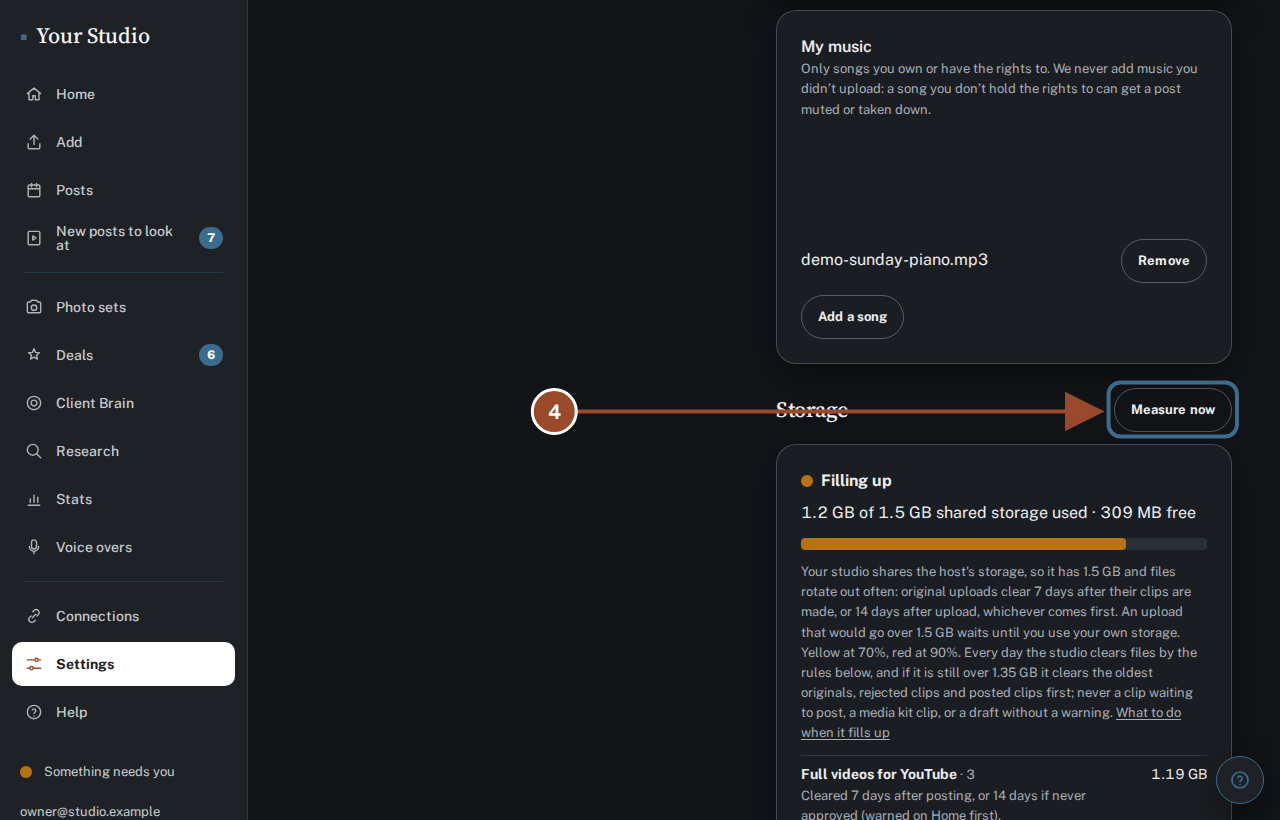 Your Studio
Home
Add
Posts
New posts to look
at
7
Photo sets
Deals
6
Client Brain
Research
Stats
Voice overs
Connections
Settings
Help
Something needs you
owner@studio.example
My music
Only songs you own or have the rights to. We never add music you
didn't upload: a song you don't hold the rights to can get a post
muted or taken down.
demo-sunday-piano.mp3
Remove
Add a song
4
Storage
Measure now
Filling up
1.2 GB of 1.5 GB shared storage used · 309 MB free
Your studio shares the host's storage, so it has 1.5 GB and files
rotate out often: original uploads clear 7 days after their clips are
made, or 14 days after upload, whichever comes first. An upload
that would go over 1.5 GB waits until you use your own storage.
Yellow at 70%, red at 90%. Every day the studio clears files by the
rules below, and if it is still over 1.35 GB it clears the oldest
originals, rejected clips and posted clips first; never a clip waiting
to post, a media kit clip, or a draft without a warning. What to do
when it fills up
Full videos for YouTube · 3
1.19 GB
Cleared 7 days after posting, or 14 days if never
approved (warned on Home first).